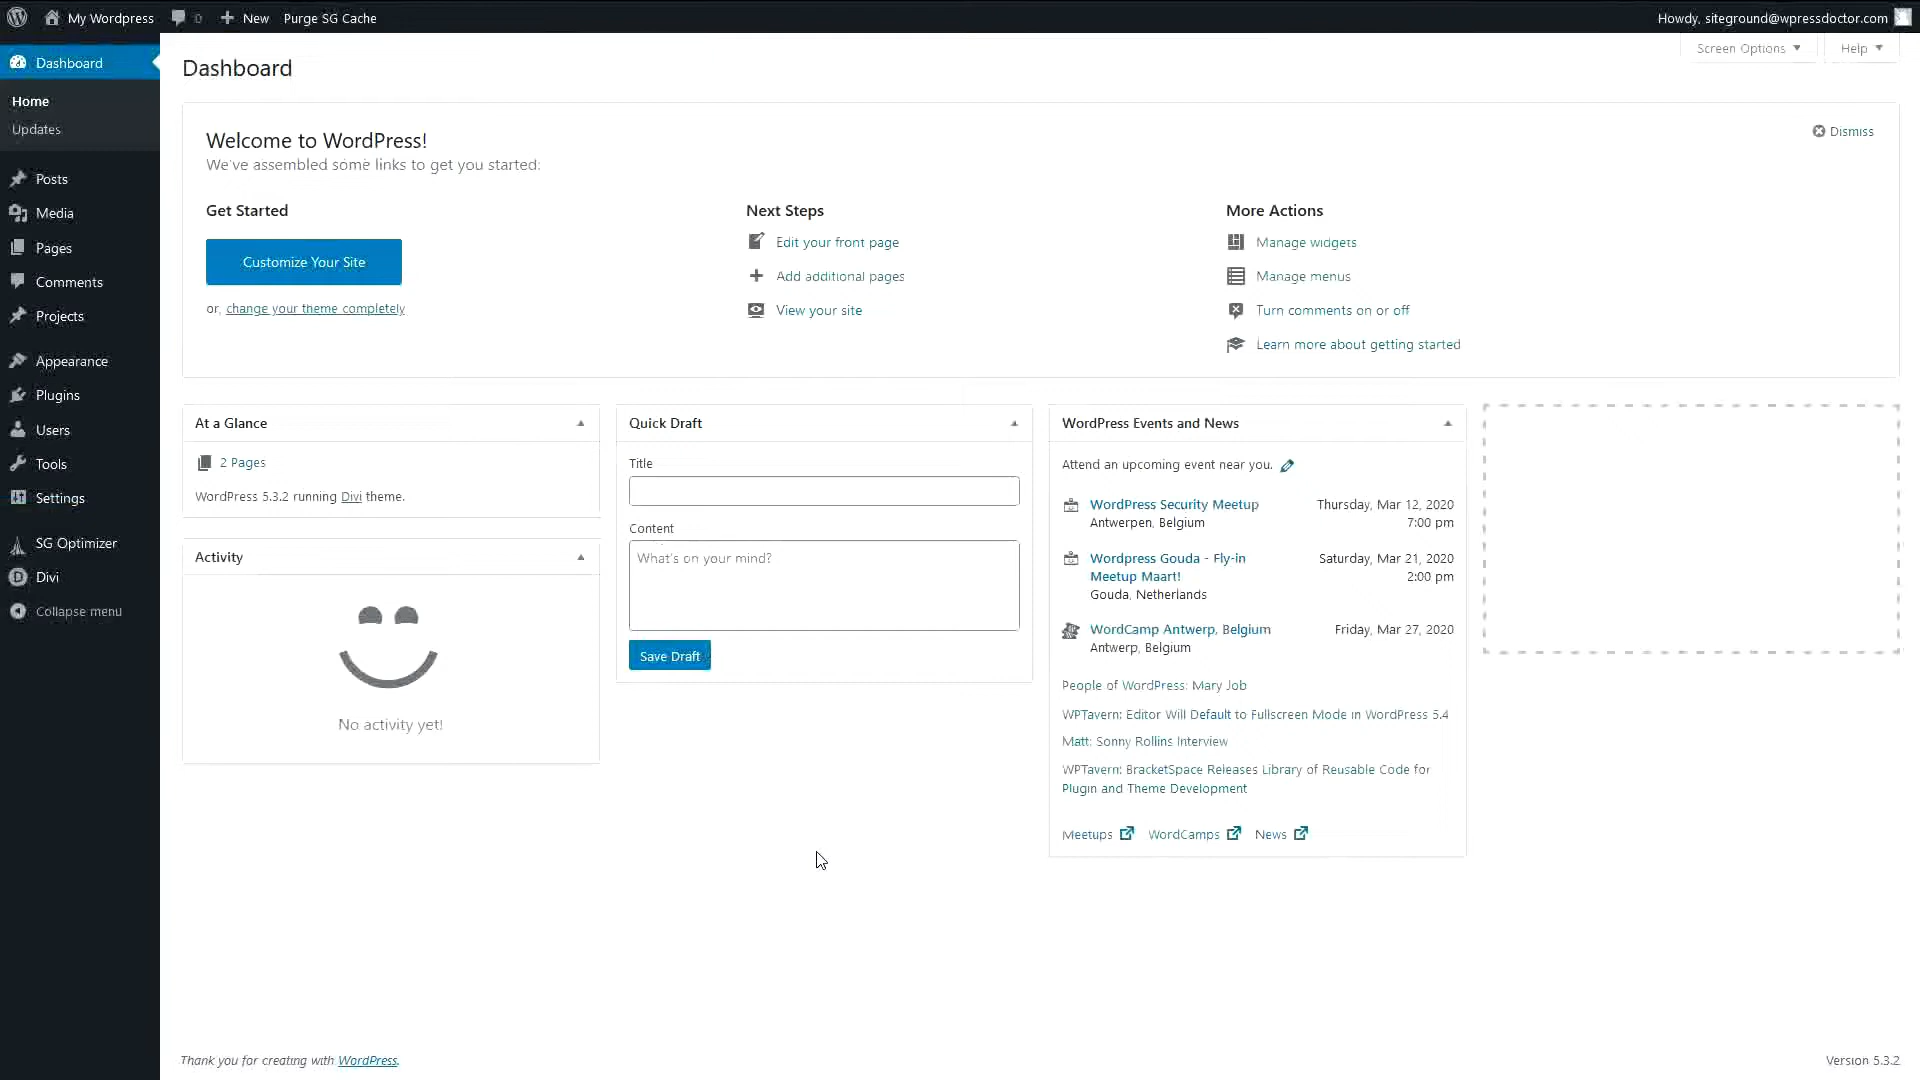 My Wordpress 0 New Purge SG Cache Howdy, siteground@wpressdoctor.com
Screen Options Help
Dashboard
Home
Updates
Posts
Media
Pages
Comments
Projects
Appearance
Plugins
Users
Tools
Settings
SG Optimizer
Divi
Collapse menu
Dashboard
Welcome to WordPress!
We've assembled some links to get you started:
Dismiss
Get Started
Customize Your Site
or, change your theme completely
Next Steps
Edit your front page
Add additional pages
View your site
More Actions
Manage widgets
Manage menus
Turn comments on or off
Learn more about getting started
At a Glance
2 Pages
WordPress 5.3.2 running Divi theme.
Activity
No activity yet!
Quick Draft
Title
Content
What's on your mind?
Save Draft
WordPress Events and News
Attend an upcoming event near you.
WordPress Security Meetup Thursday, Mar 12, 2020
Antwerpen, Belgium 7:00 pm
Wordpress Gouda - Fly-in Saturday, Mar 21, 2020
Meetup Maart! 2:00 pm
Gouda, Netherlands
WordCamp Antwerp, Belgium Friday, Mar 27, 2020
Antwerp, Belgium
People of WordPress: Mary Job
WPTavern: Editor Will Default to Fullscreen Mode in WordPress 5.4
Matt: Sonny Rollins Interview
WPTavern: BracketSpace Releases Library of Reusable Code for
Plugin and Theme Development
Meetups WordCamps News
Thank you for creating with WordPress. Version 5.3.2